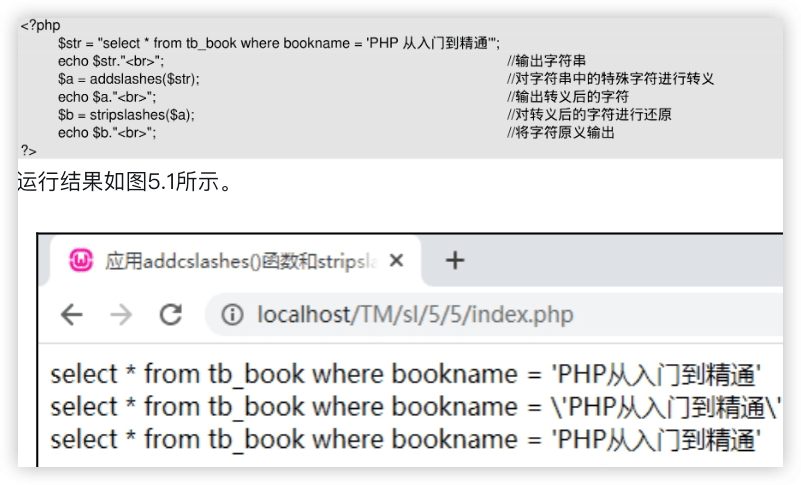 <?php
$str = "select * from tb_book where bookname = 'PHP 从入门到精通'";
echo $str."<br>"; //输出字符串
$a = addslashes($str); //对字符串中的特殊字符进行转义
echo $a."<br>"; //输出转义后的字符
$b = stripslashes($a); //对转义后的字符进行还原
echo $b."<br>"; //将字符原义输出
?>
运行结果如图5.1所示。
应用addcslashes()函数和stripsla
localhost/TM/sl/5/5/index.php
select * from tb_book where bookname = 'PHP从入门到精通'
select * from tb_book where bookname = \'PHP从入门到精通\'
select * from tb_book where bookname = 'PHP从入门到精通'